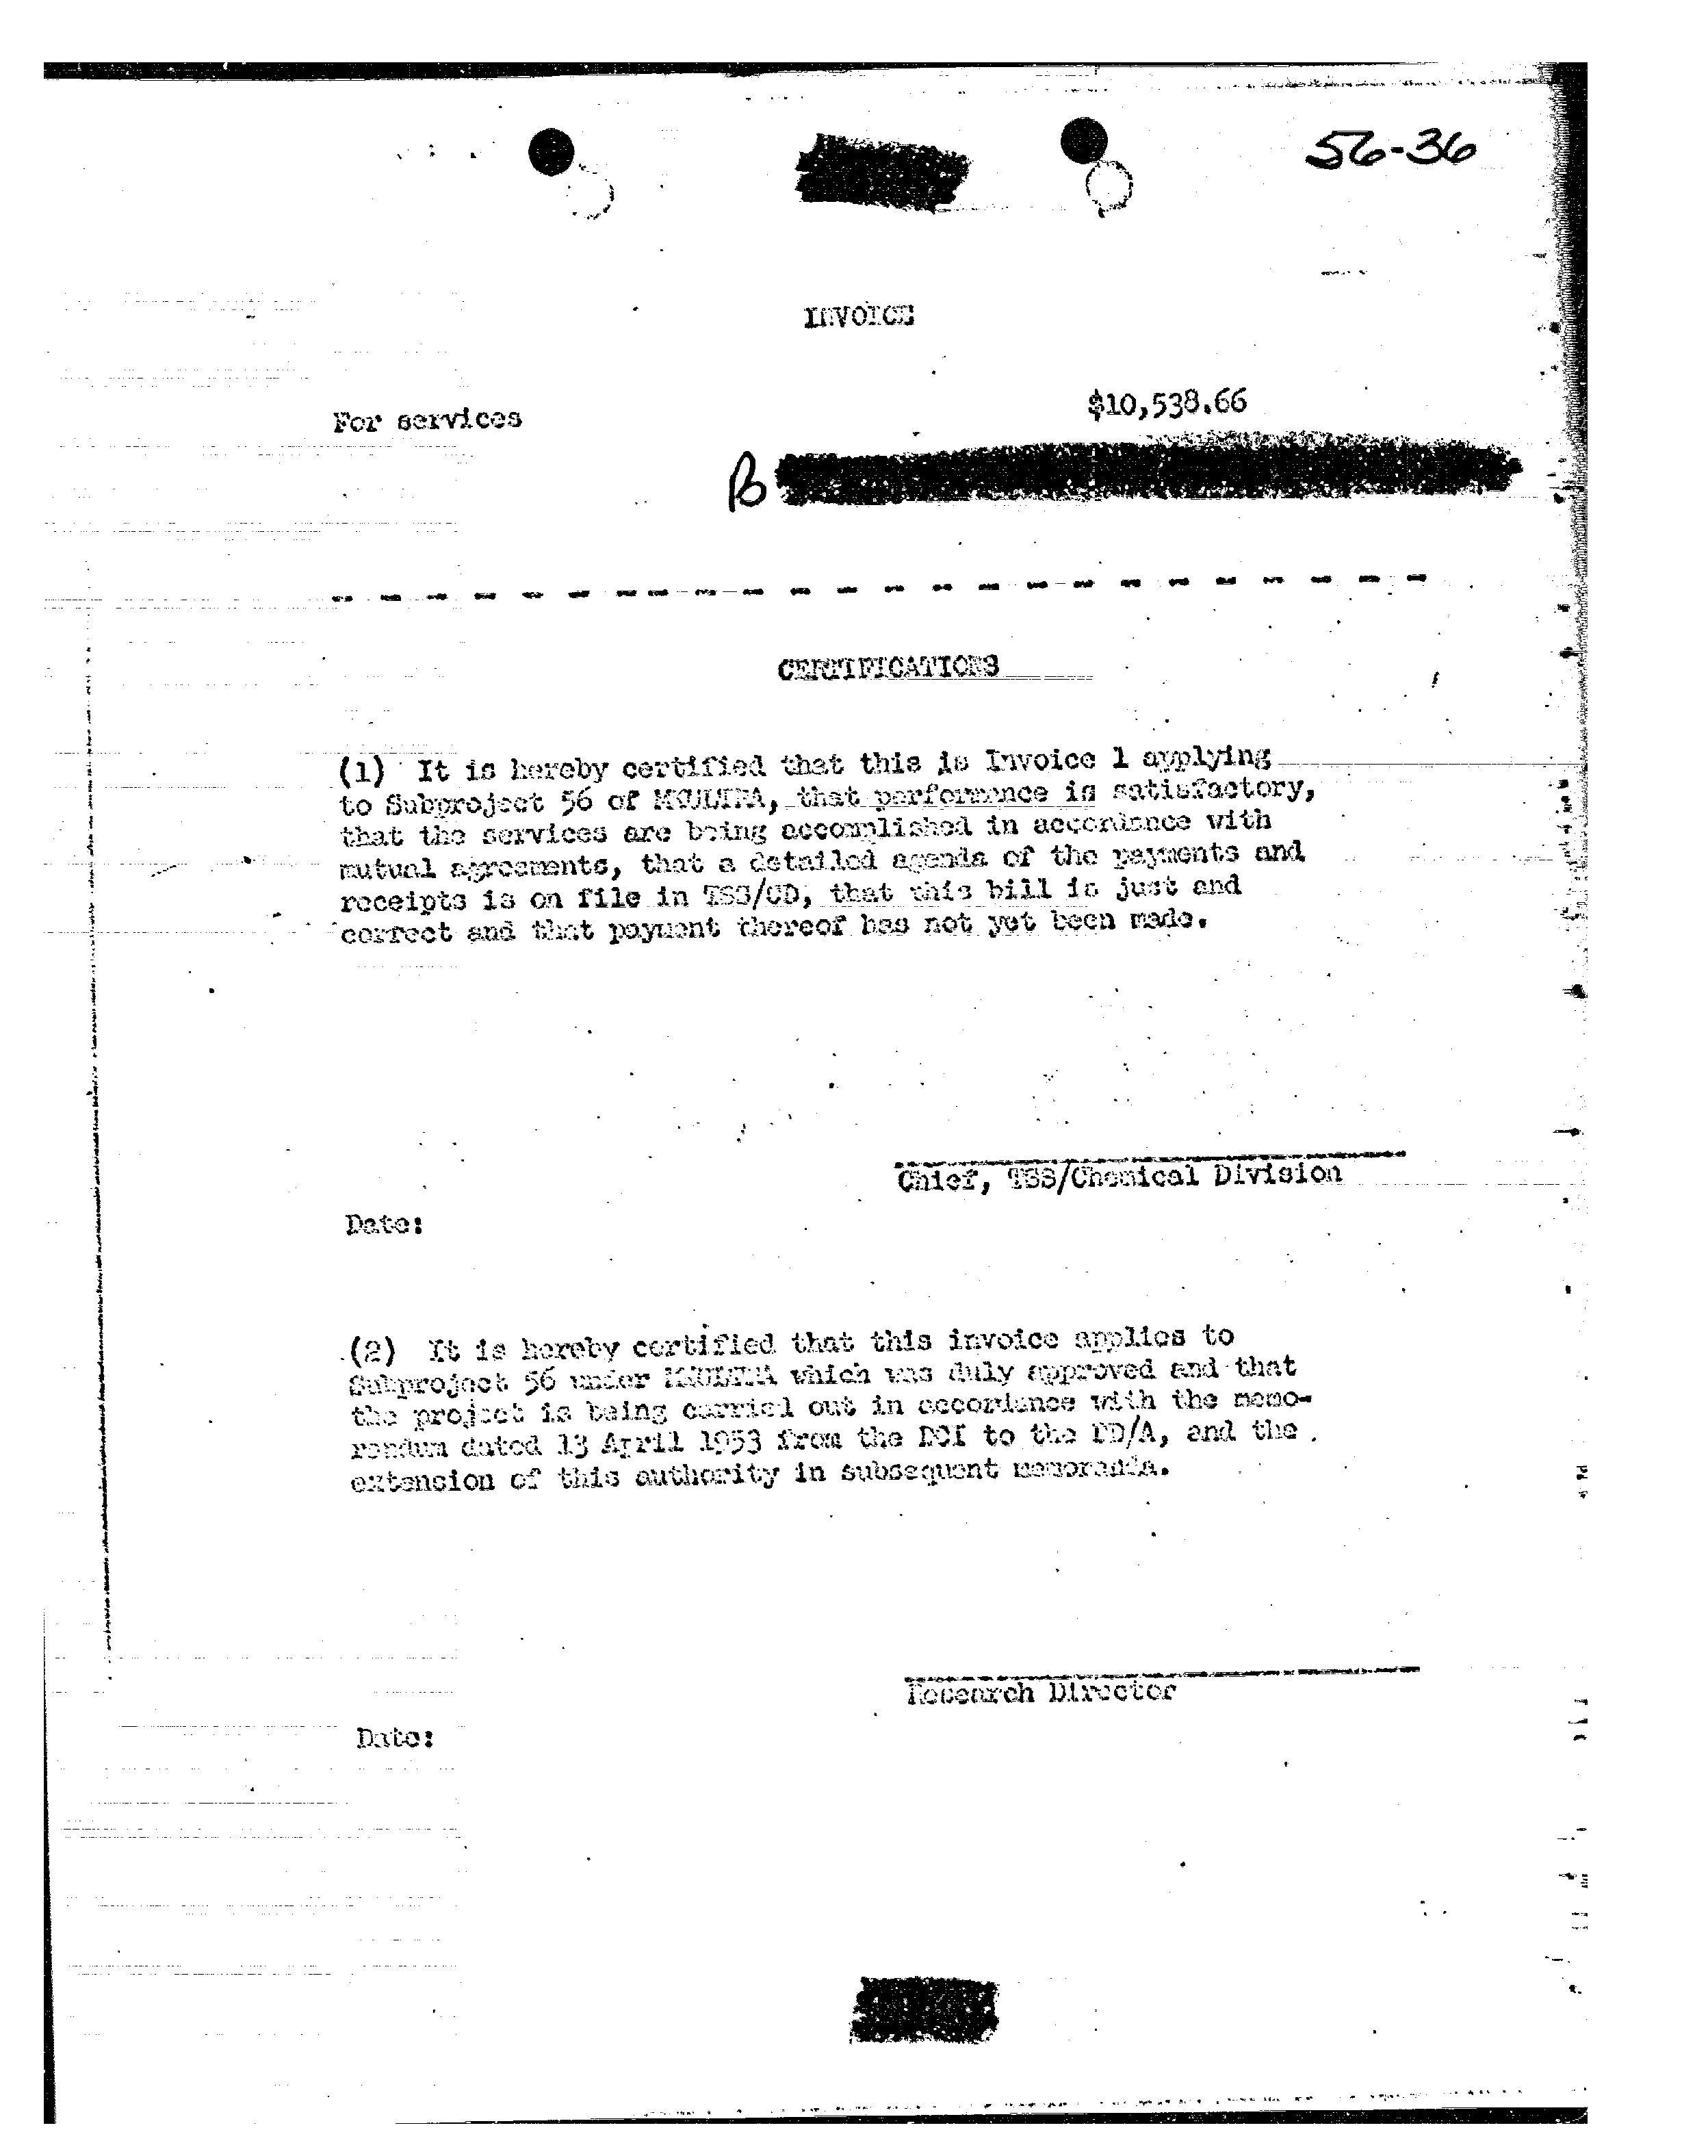 56-36
INVOICE
$10,538.66
For services
B
CERTIFICATIONS
(1) It is hereby certified that this is Invoice 1 applying
to Subproject 56 of MKULTRA, that performance is satisfactory,
that the services are being accomplished in accordance with
mutual agreements, that a detailed agenda of the payments and
receipts is on file in TSS/CD, that this bill is just and
correct and that payment thereof has not yet been made.
Chief, TSS/Chemical Division
Date:
(2) It is hereby certified that this invoice applies to
Subproject 56 under MKULTRA which was duly approved and that
the project is being carried out in accordance with the memo-
randum dated 13 April 1953 from the DCI to the DD/A, and the
extension of this authority in subsequent memoranda.
Research Director
Date: